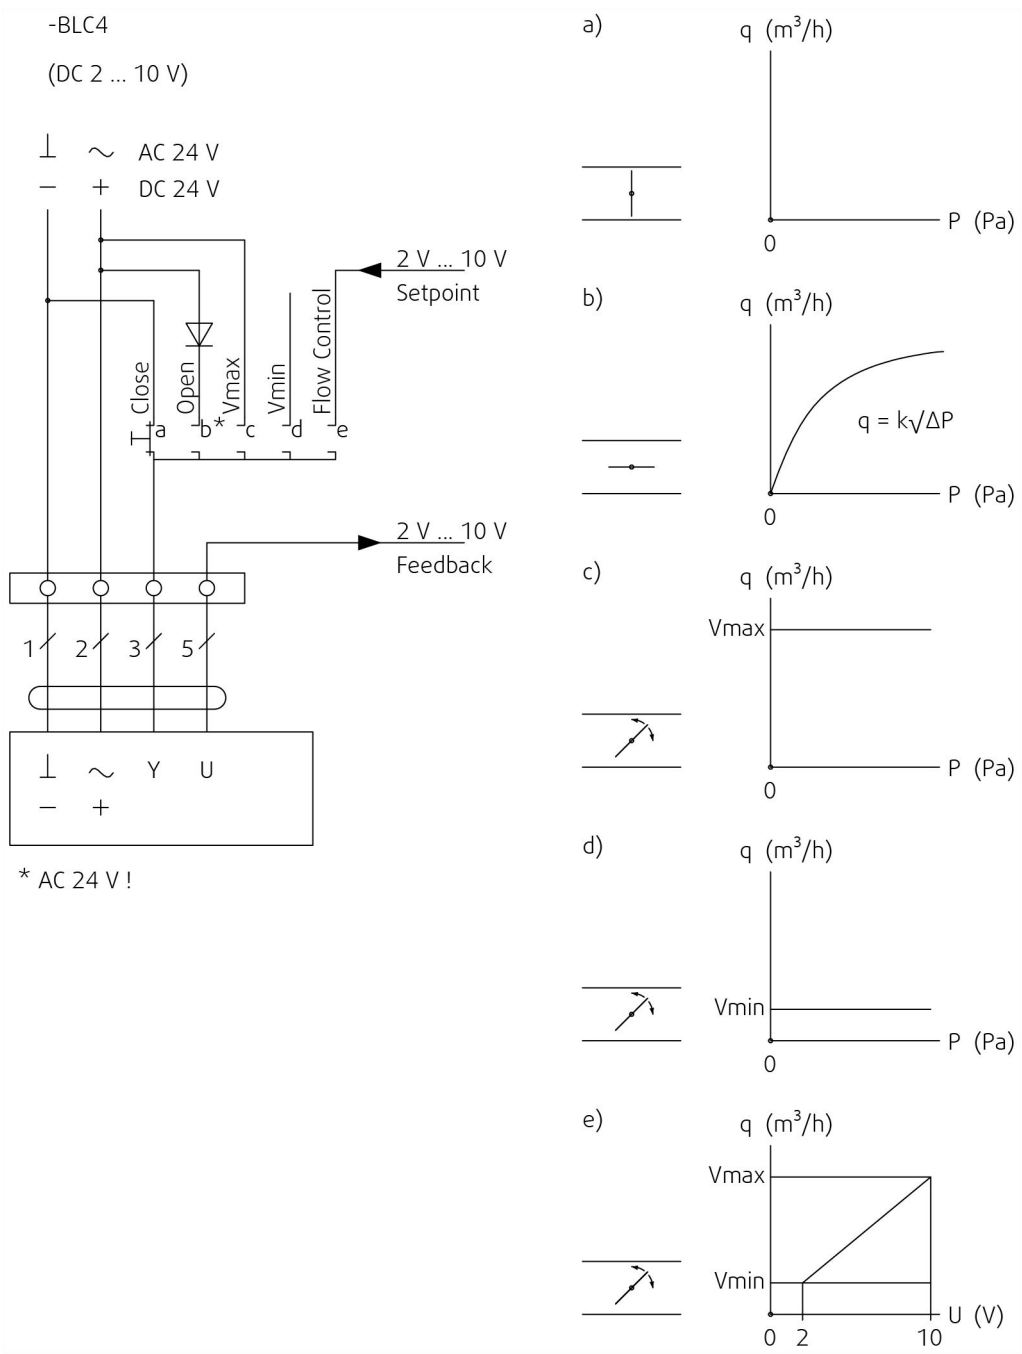 -BLC4
(DC 2 ... 10 V)
⊥ ~ AC 24 V
− + DC 24 V
2 V ... 10 V
Setpoint
Close
Open
Vmax
Vmin
Flow Control
a b* c d e
2 V ... 10 V
Feedback
1 2 3 5
⊥ ~ Y U
− +
* AC 24 V !
a)
q (m³/h)
P (Pa)
0
b)
q (m³/h)
q = k√ΔP
P (Pa)
0
c)
q (m³/h)
Vmax
P (Pa)
0
d)
q (m³/h)
Vmin
P (Pa)
0
e)
q (m³/h)
Vmax
Vmin
U (V)
0 2 10